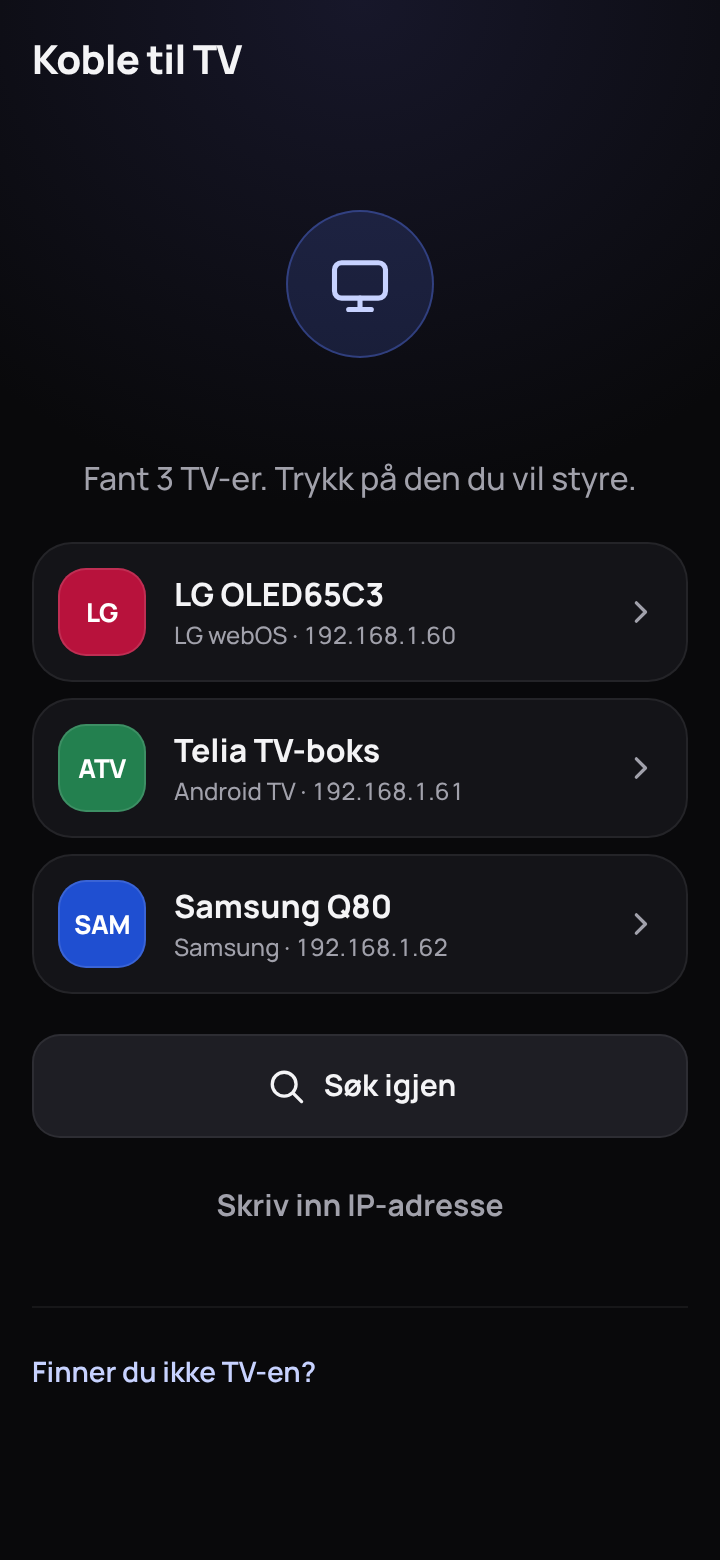 Koble til TV
Fant 3 TV-er. Trykk på den du vil styre.
LG
LG OLED65C3
LG webOS · 192.168.1.60
ATV
Telia TV-boks
Android TV · 192.168.1.61
SAM
Samsung Q80
Samsung · 192.168.1.62
Søk igjen
Skriv inn IP-adresse
Finner du ikke TV-en?